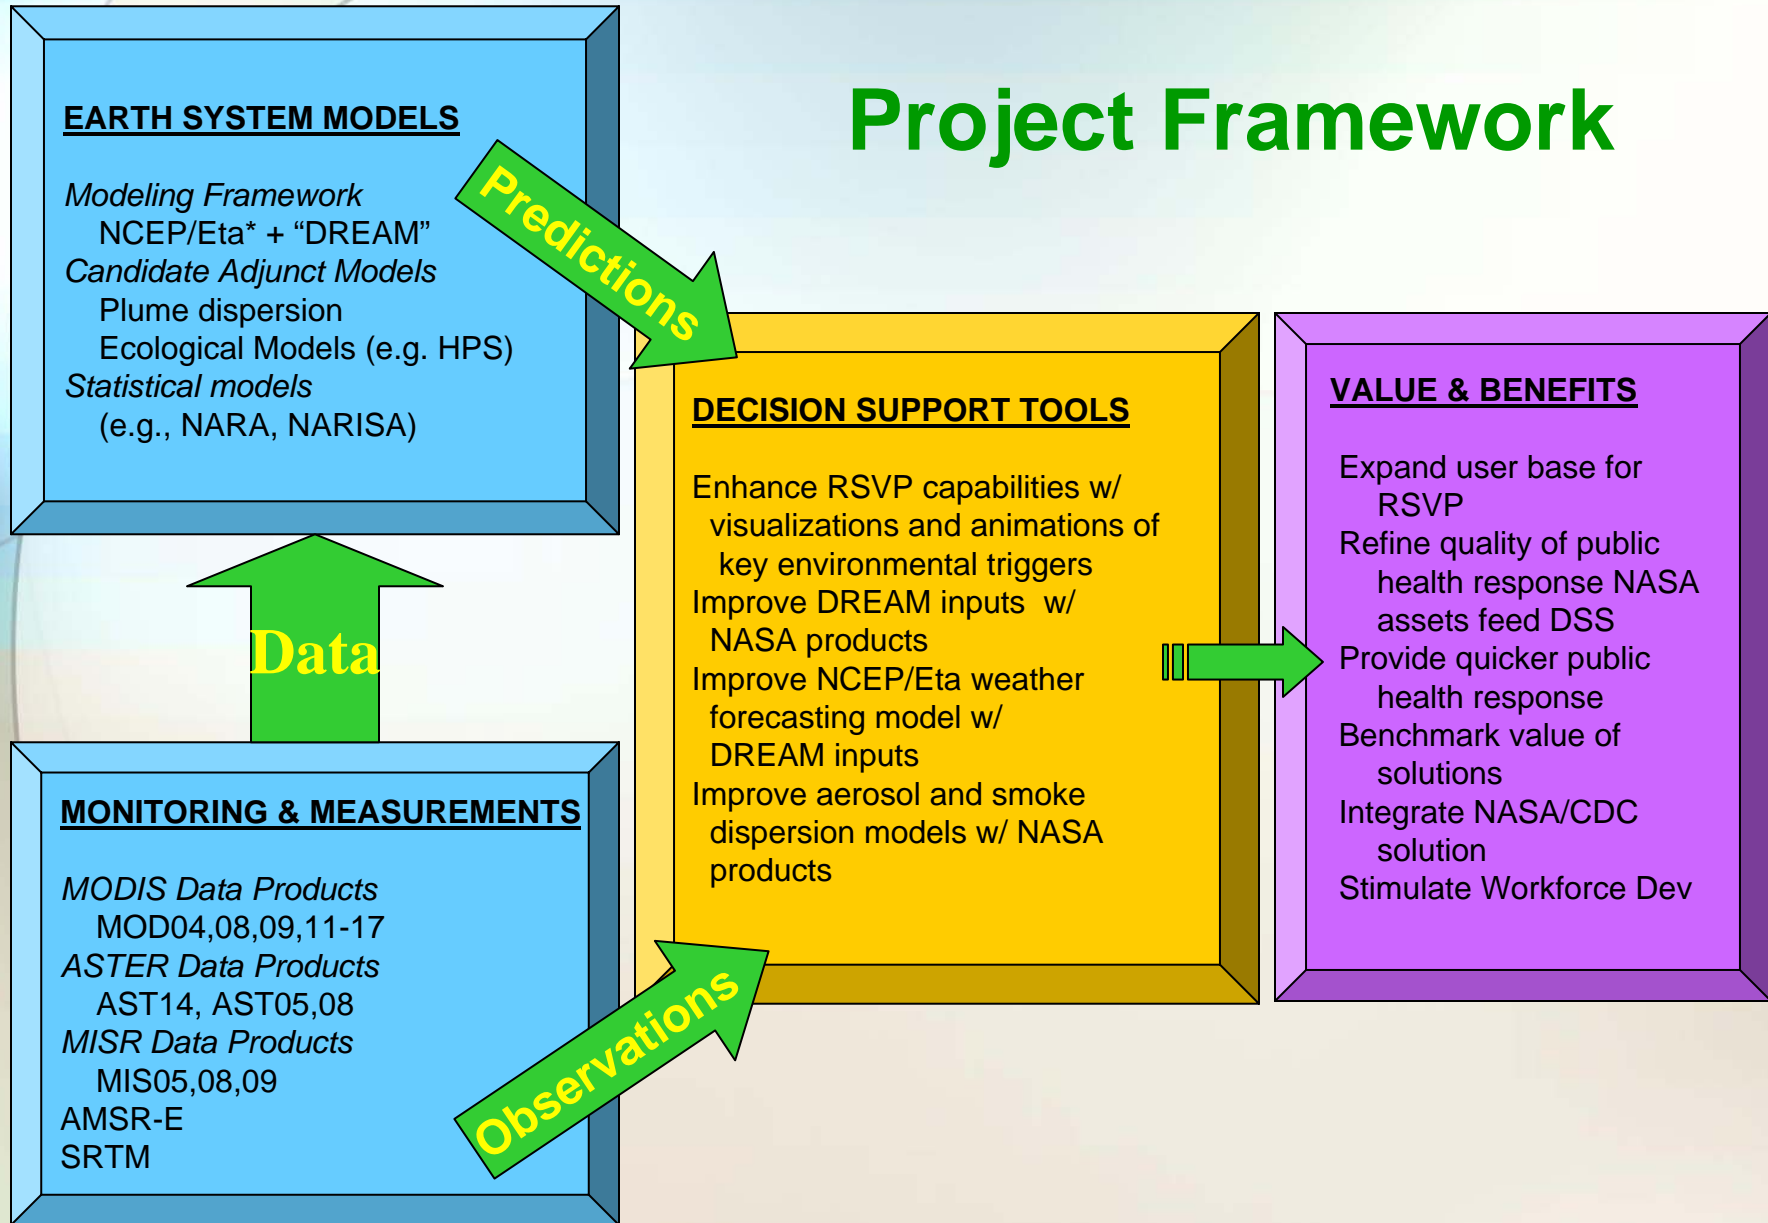 Project Framework
EARTH SYSTEM MODELS
Modeling Framework
NCEP/Eta* + “DREAM”
Candidate Adjunct Models
Plume dispersion
Ecological Models (e.g. HPS)
Statistical models
(e.g., NARA, NARISA)
Predictions
Data
MONITORING & MEASUREMENTS
MODIS Data Products
MOD04,08,09,11-17
ASTER Data Products
AST14, AST05,08
MISR Data Products
MIS05,08,09
AMSR-E
SRTM
Observations
DECISION SUPPORT TOOLS
Enhance RSVP capabilities w/
visualizations and animations of
key environmental triggers
Improve DREAM inputs w/
NASA products
Improve NCEP/Eta weather
forecasting model w/
DREAM inputs
Improve aerosol and smoke
dispersion models w/ NASA
products
VALUE & BENEFITS
Expand user base for
RSVP
Refine quality of public
health response NASA
assets feed DSS
Provide quicker public
health response
Benchmark value of
solutions
Integrate NASA/CDC
solution
Stimulate Workforce Dev